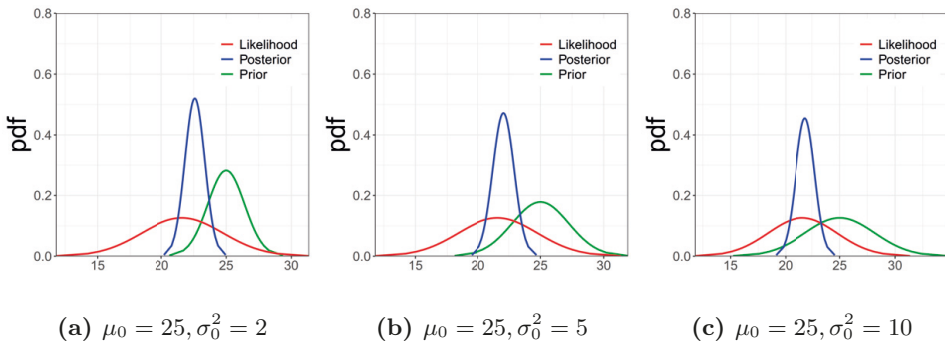 0.8
0.6
0.4
0.2
0.0
pdf
15 20 25 30
Likelihood
Posterior
Prior
0.8
0.6
0.4
0.2
0.0
pdf
15 20 25 30
Likelihood
Posterior
Prior
0.8
0.6
0.4
0.2
0.0
pdf
15 20 25 30
Likelihood
Posterior
Prior
(a) μ₀ = 25, σ₀² = 2
(b) μ₀ = 25, σ₀² = 5
(c) μ₀ = 25, σ₀² = 10